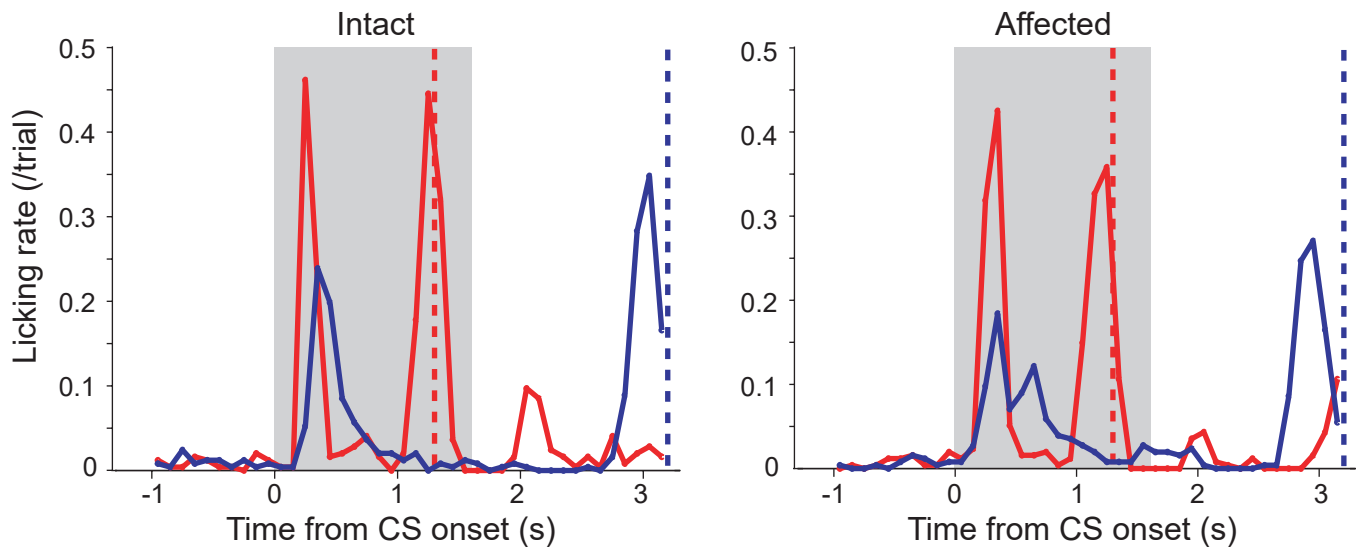 Intact
0.5
0.4
0.3
0.2
0.1
0
Licking rate (/trial)
-1 0 1 2 3
Time from CS onset (s)
Affected
0.5
0.4
0.3
0.2
0.1
0
-1 0 1 2 3
Time from CS onset (s)